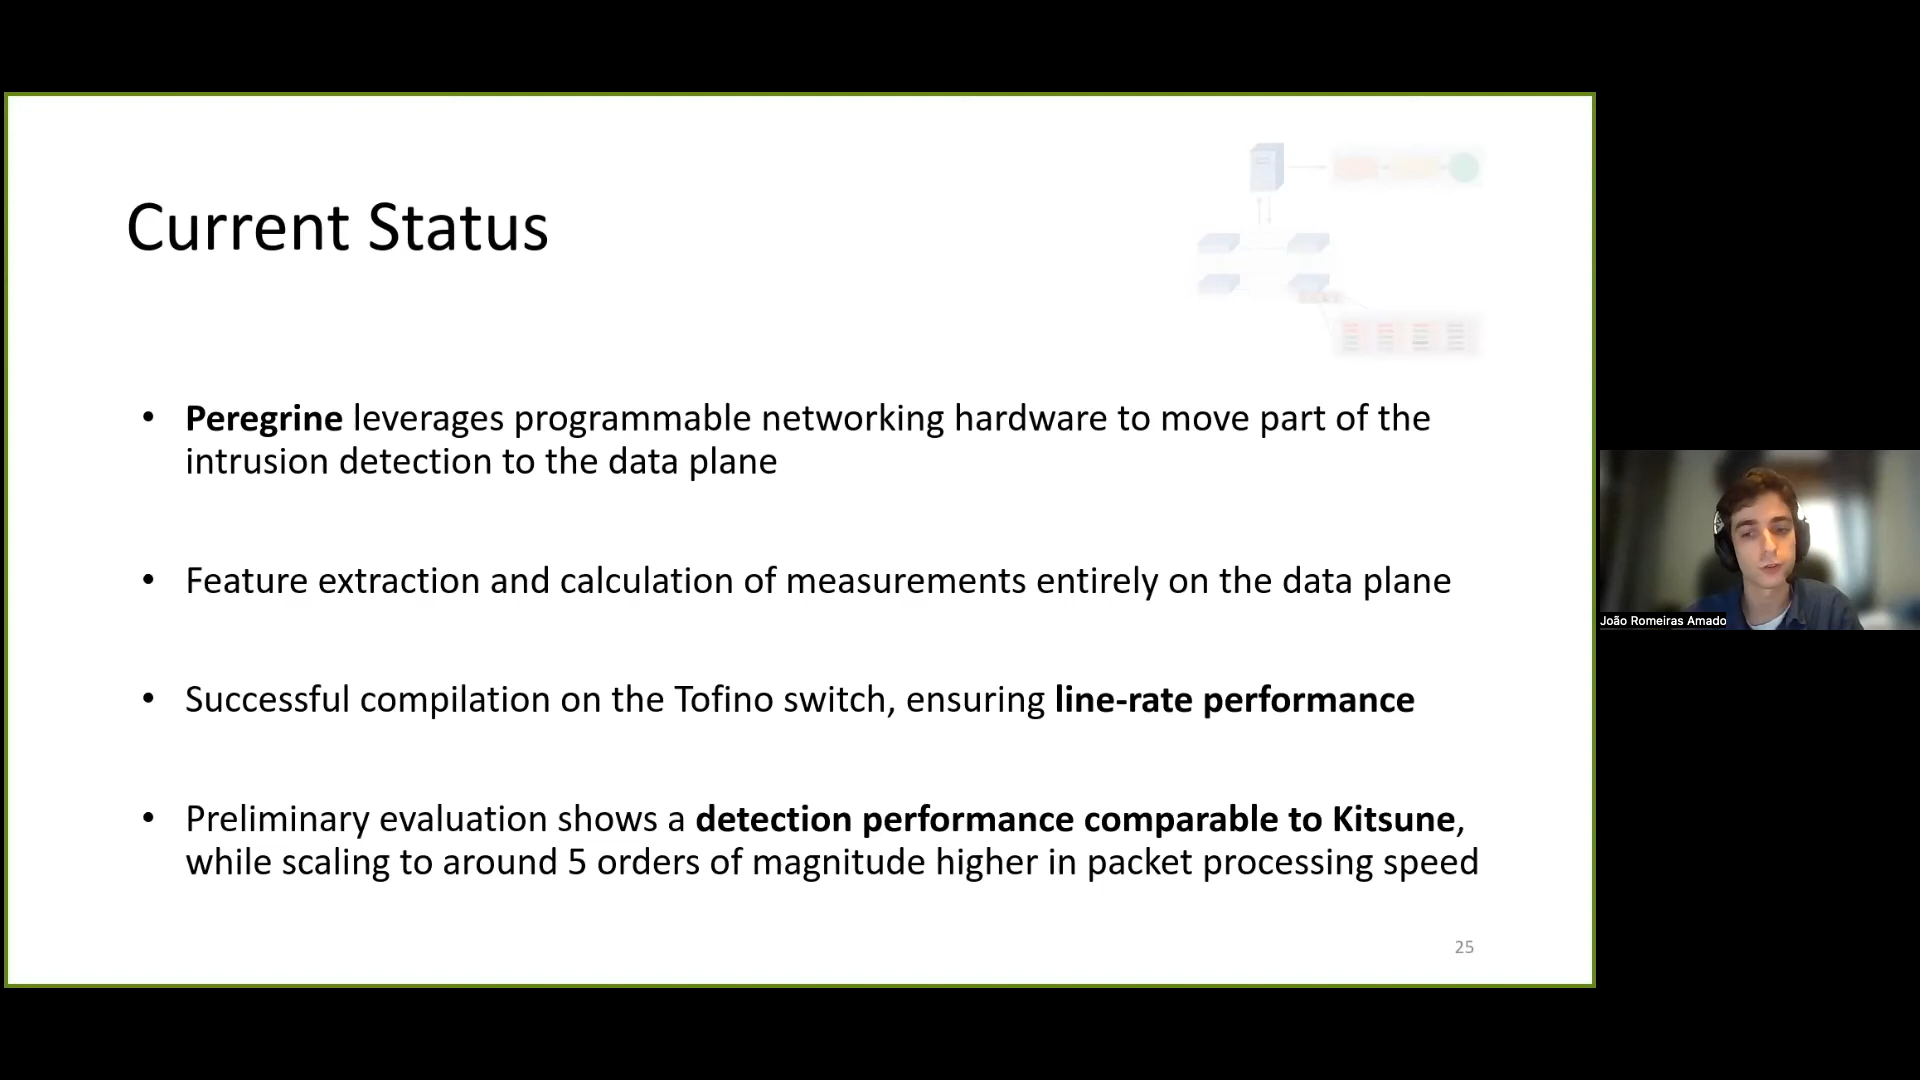 Current Status
• Peregrine leverages programmable networking hardware to move part of the
intrusion detection to the data plane
• Feature extraction and calculation of measurements entirely on the data plane
• Successful compilation on the Tofino switch, ensuring line-rate performance
• Preliminary evaluation shows a detection performance comparable to Kitsune,
while scaling to around 5 orders of magnitude higher in packet processing speed
25
João Romeiras Amado